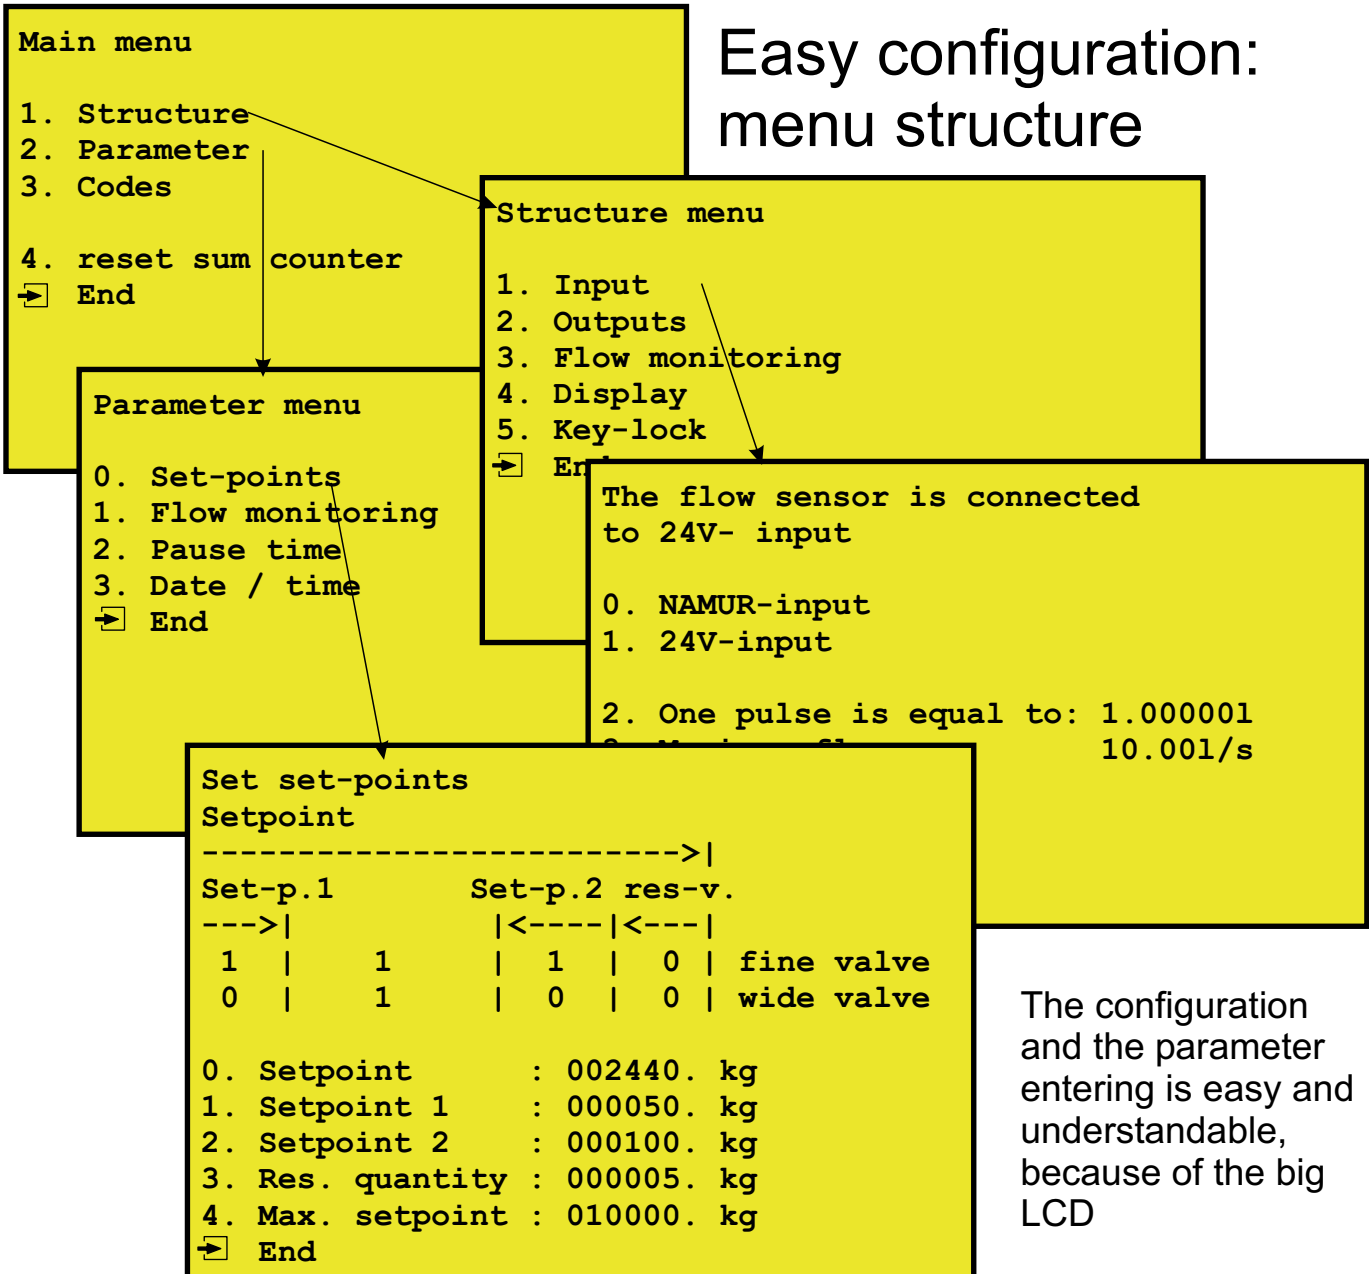 Easy configuration:
menu structure
Main menu
1. Structure
2. Parameter
3. Codes
4. reset sum counter
End
Structure menu
1. Input
2. Outputs
3. Flow monitoring
4. Display
5. Key-lock
Parameter menu
0. Set-points
1. Flow monitoring
2. Pause time
3. Date / time
End
The flow sensor is connected
to 24V- input
0. NAMUR-input
1. 24V-input
2. One pulse is equal to: 1.00000l
10.00l/s
Set set-points
Setpoint
------------------------->|
Set-p.1 Set-p.2 res-v.
--->| |<----|<---|
1 | 1 | 1 | 0 | fine valve
0 | 1 | 0 | 0 | wide valve
0. Setpoint : 002440. kg
1. Setpoint 1 : 000050. kg
2. Setpoint 2 : 000100. kg
3. Res. quantity : 000005. kg
4. Max. setpoint : 010000. kg
End
The configuration
and the parameter
entering is easy and
understandable,
because of the big
LCD